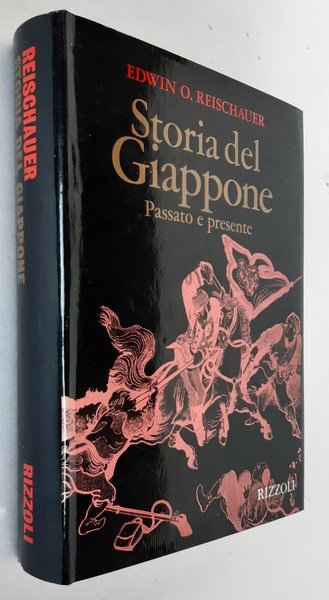 EDWIN O. REISCHAUER
Storia del
Giappone
Passato e presente
RIZZOLI
REISCHAUER
STORIA DEL GIAPPONE
RIZZOLI